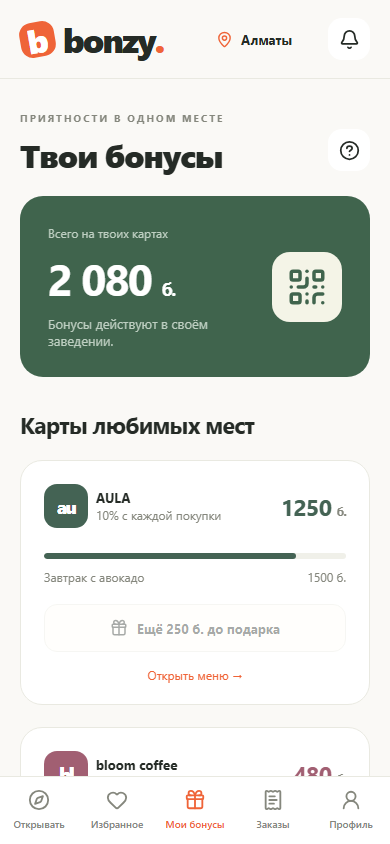 b bonzy.
Алматы
ПРИЯТНОСТИ В ОДНОМ МЕСТЕ
Твои бонусы
Всего на твоих картах
2 080 б.
Бонусы действуют в своём
заведении.
Карты любимых мест
au
AULA
10% с каждой покупки
1250 б.
Завтрак с авокадо
1500 б.
Ещё 250 б. до подарка
Открыть меню →
bloom coffee
480
Открывать
Избранное
Мои бонусы
Заказы
Профиль